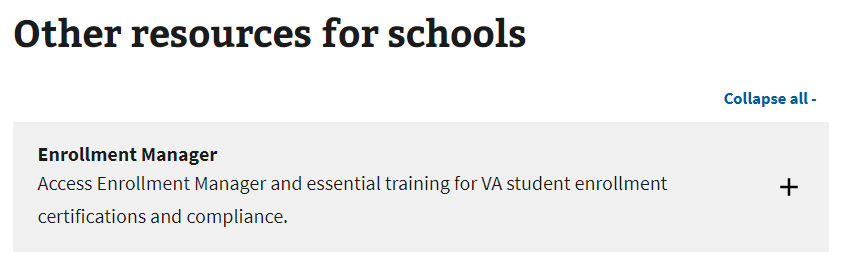 Other resources for schools
Collapse all -
Enrollment Manager
Access Enrollment Manager and essential training for VA student enrollment
certifications and compliance.